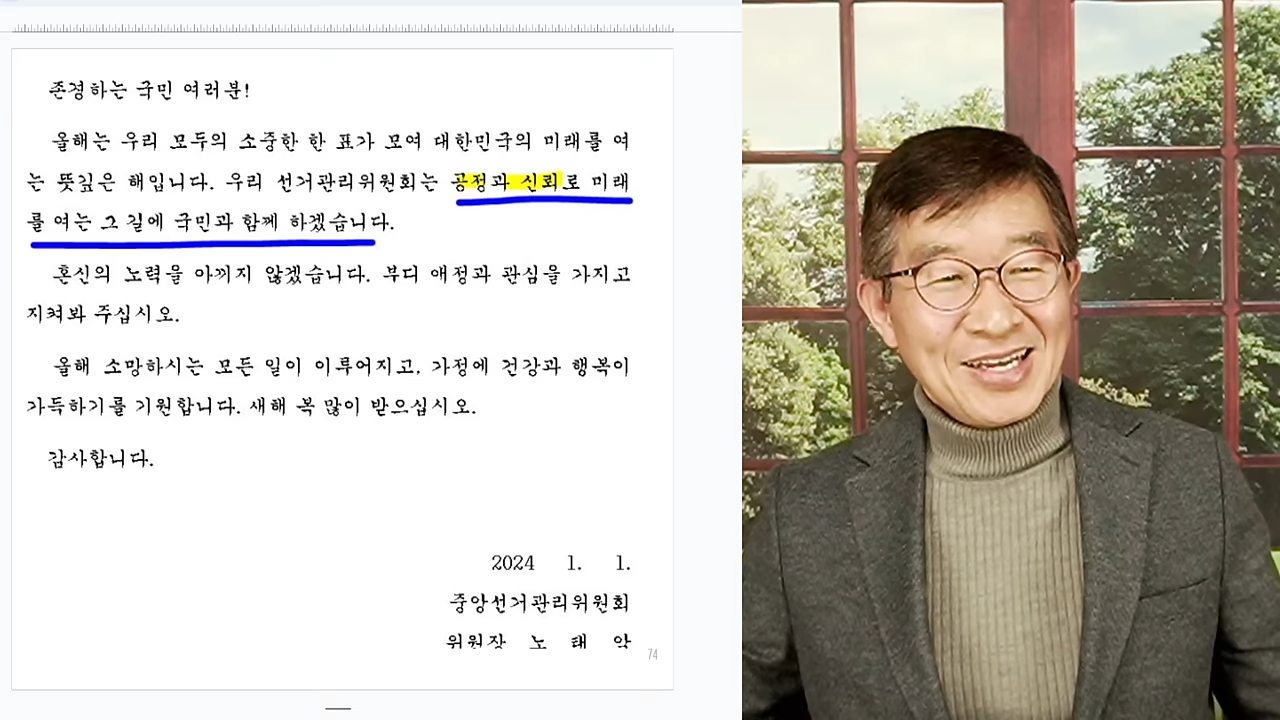 존경하는 국민 여러분!
올해는 우리 모두의 소중한 한 표가 모여 대한민국의 미래를 여
는 뜻깊은 해입니다. 우리 선거관리위원회는 공정과 신뢰로 미래
를 여는 그 길에 국민과 함께 하겠습니다.
혼신의 노력을 아끼지 않겠습니다. 부디 애정과 관심을 가지고
지켜봐 주십시오.
올해 소망하시는 모든 일이 이루어지고, 가정에 건강과 행복이
가득하기를 기원합니다. 새해 복 많이 받으십시오.
감사합니다.
2024 1. 1.
중앙선거관리위원회
위원장 노 태 악
74